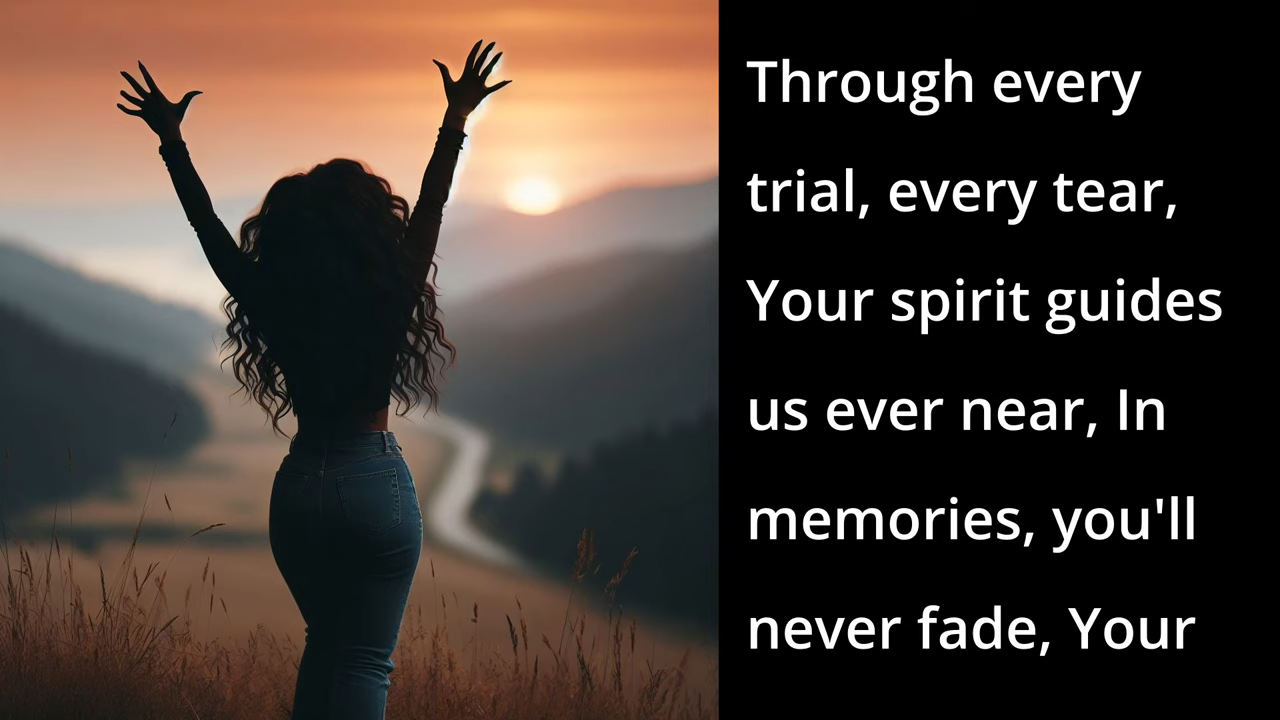 Through every
trial, every tear,
Your spirit guides
us ever near, In
memories, you'll
never fade, Your